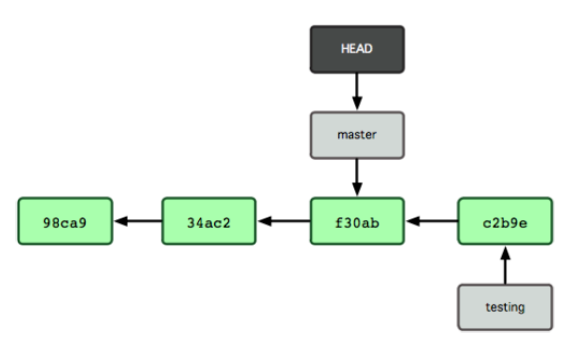 HEAD
master
98ca9
34ac2
f30ab
c2b9e
testing